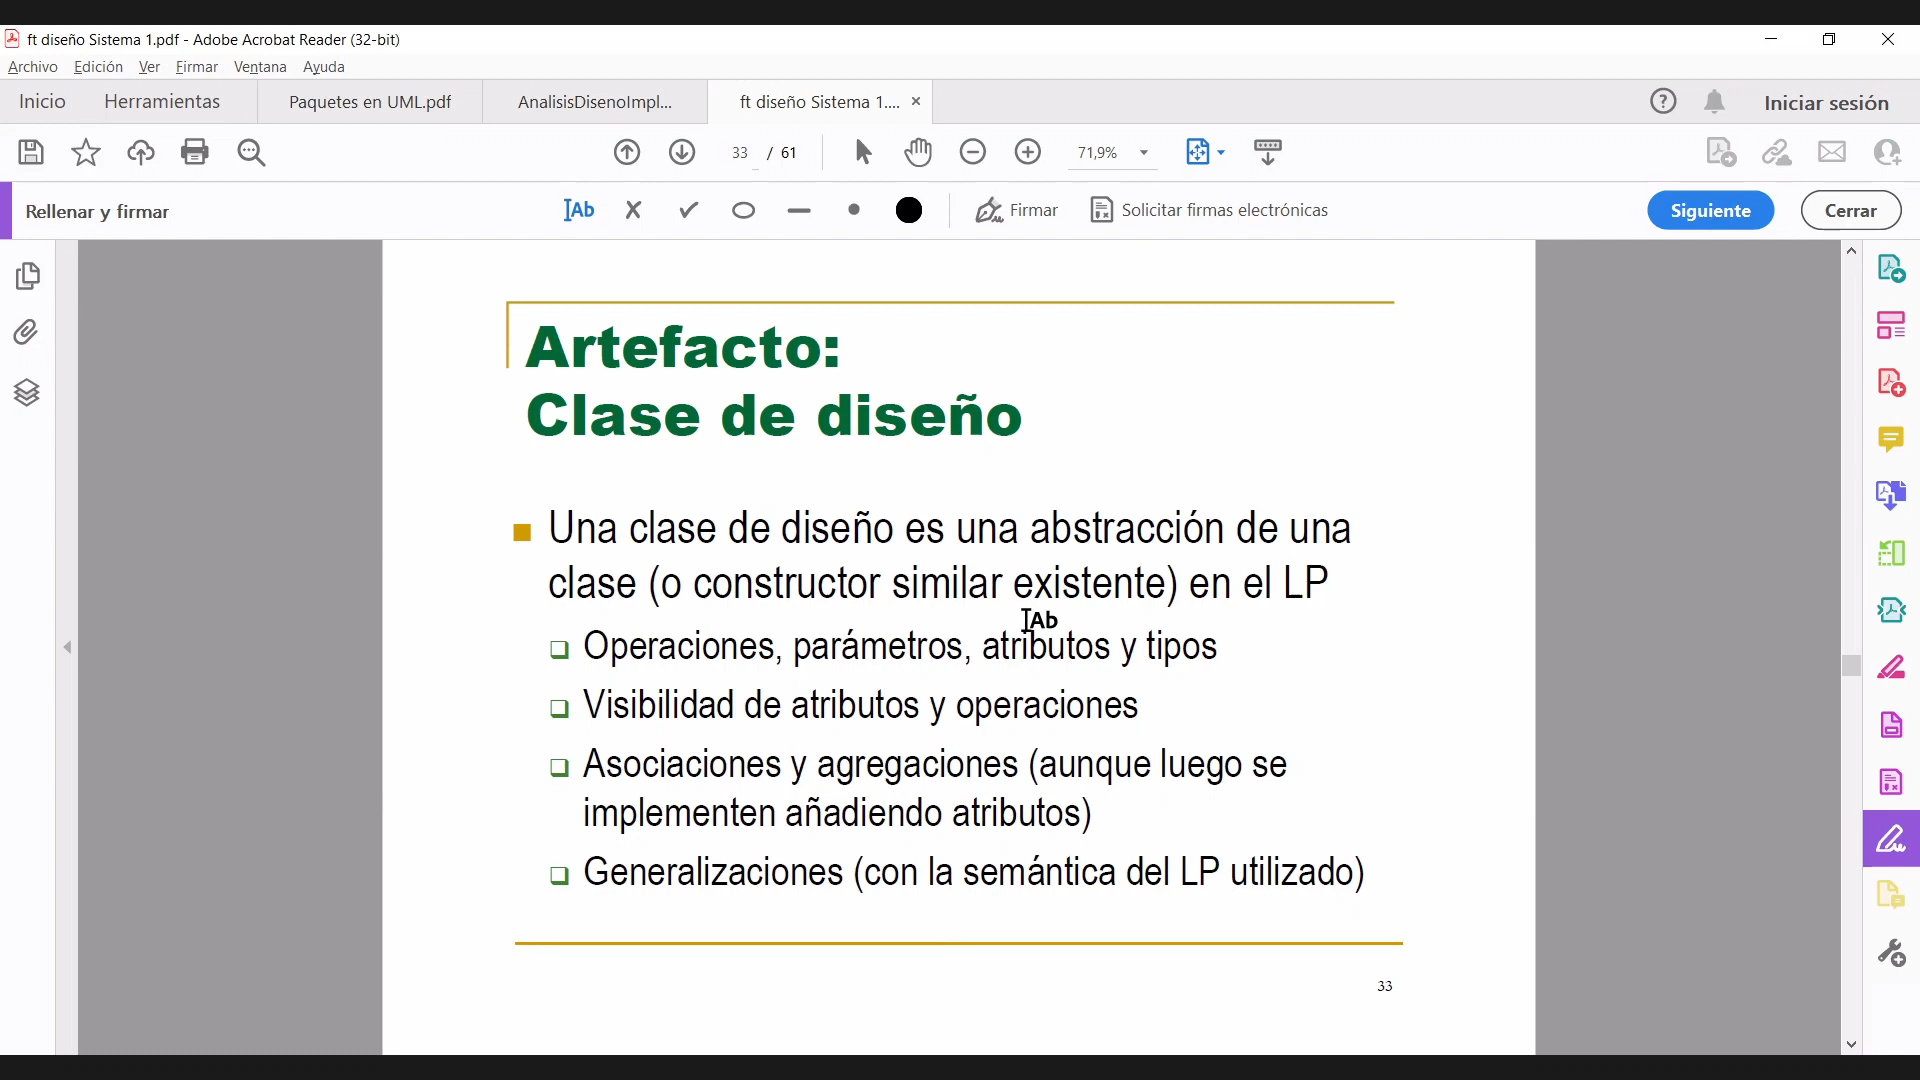 ft diseño Sistema 1.pdf - Adobe Acrobat Reader (32-bit)
Archivo Edición Ver Firmar Ventana Ayuda
Inicio Herramientas Paquetes en UML.pdf AnalisisDisenoImpl... ft diseño Sistema 1.... × Iniciar sesión
33 / 61 71,9%
Rellenar y firmar Ab Firmar Solicitar firmas electrónicas Siguiente Cerrar
Artefacto:
Clase de diseño
Una clase de diseño es una abstracción de una
clase (o constructor similar existente) en el LP
Ab
Operaciones, parámetros, atributos y tipos
Visibilidad de atributos y operaciones
Asociaciones y agregaciones (aunque luego se
implementen añadiendo atributos)
Generalizaciones (con la semántica del LP utilizado)
33